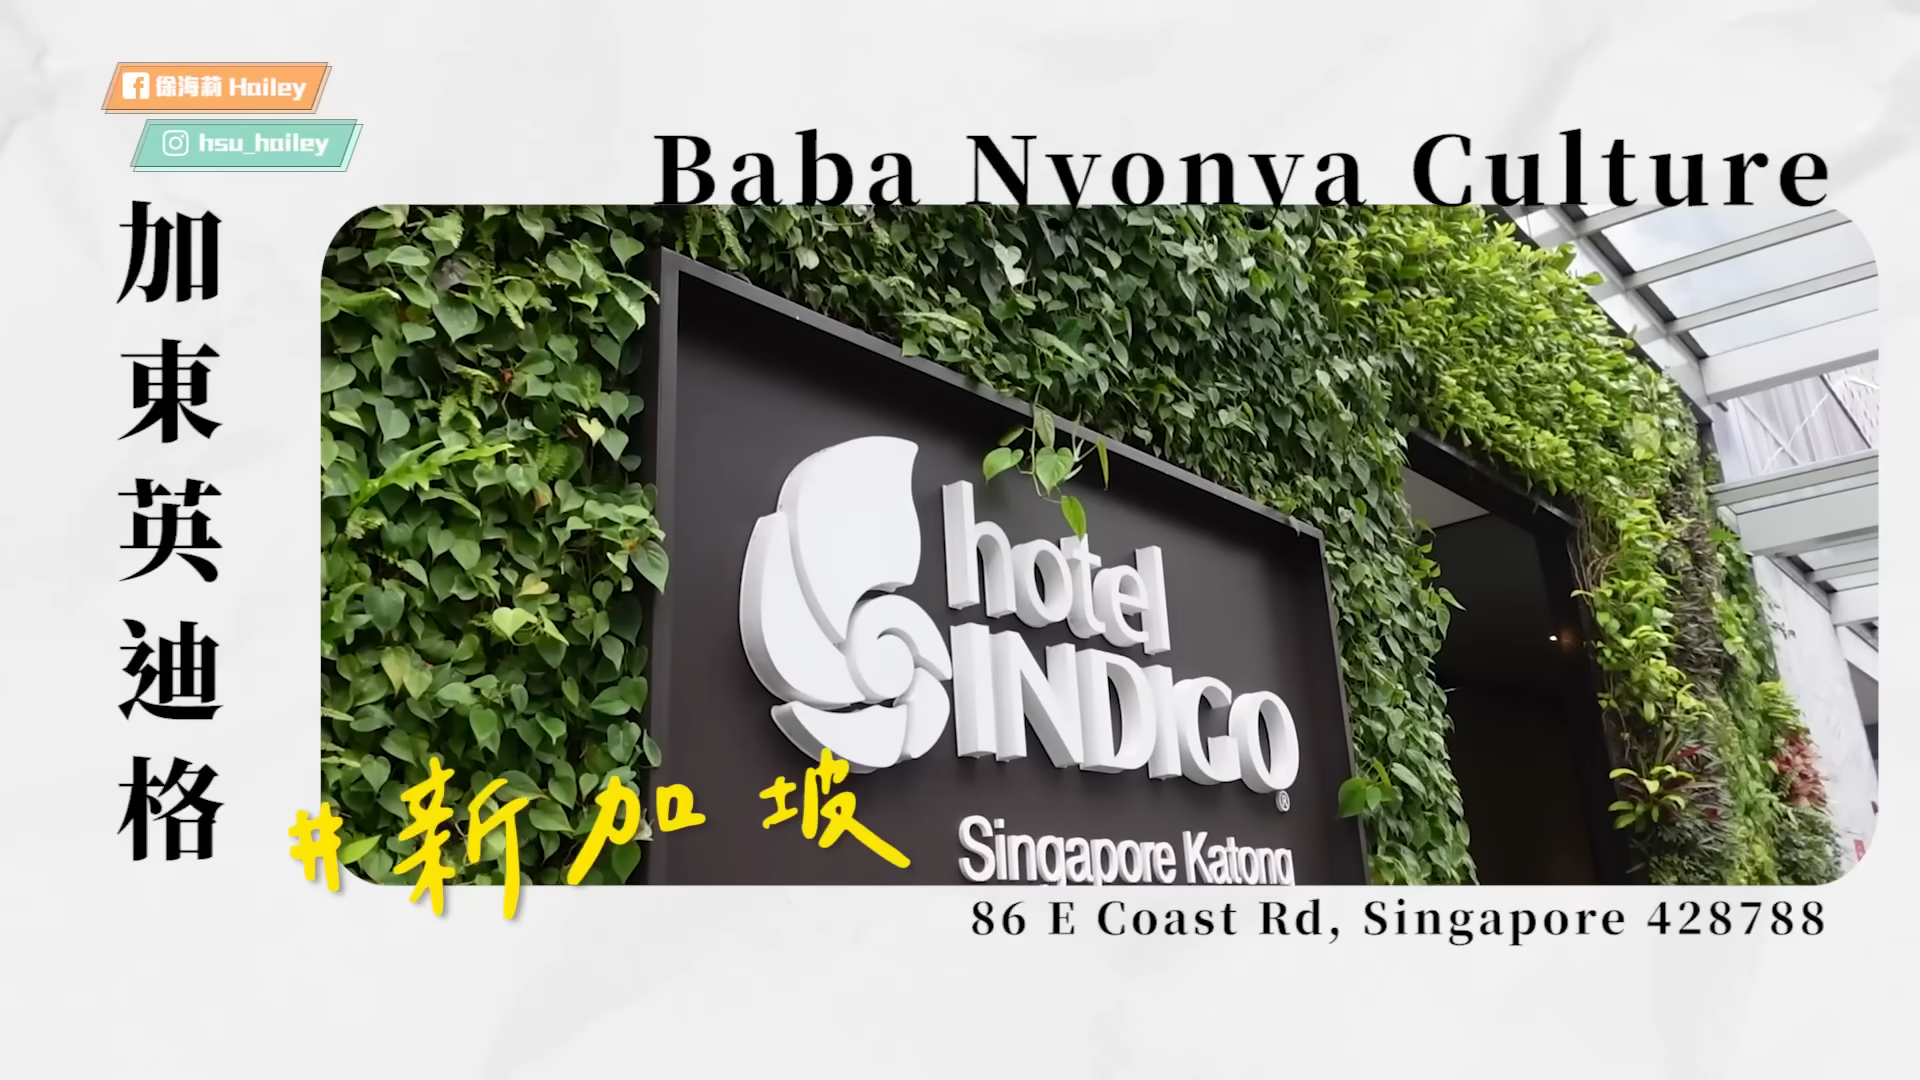 徐海莉 Hailey
hsu_hailey
Baba Nyonya Culture
加東英迪格
hotel
INDIGO®
Singapore Katong
#新加坡
86 E Coast Rd, Singapore 428788